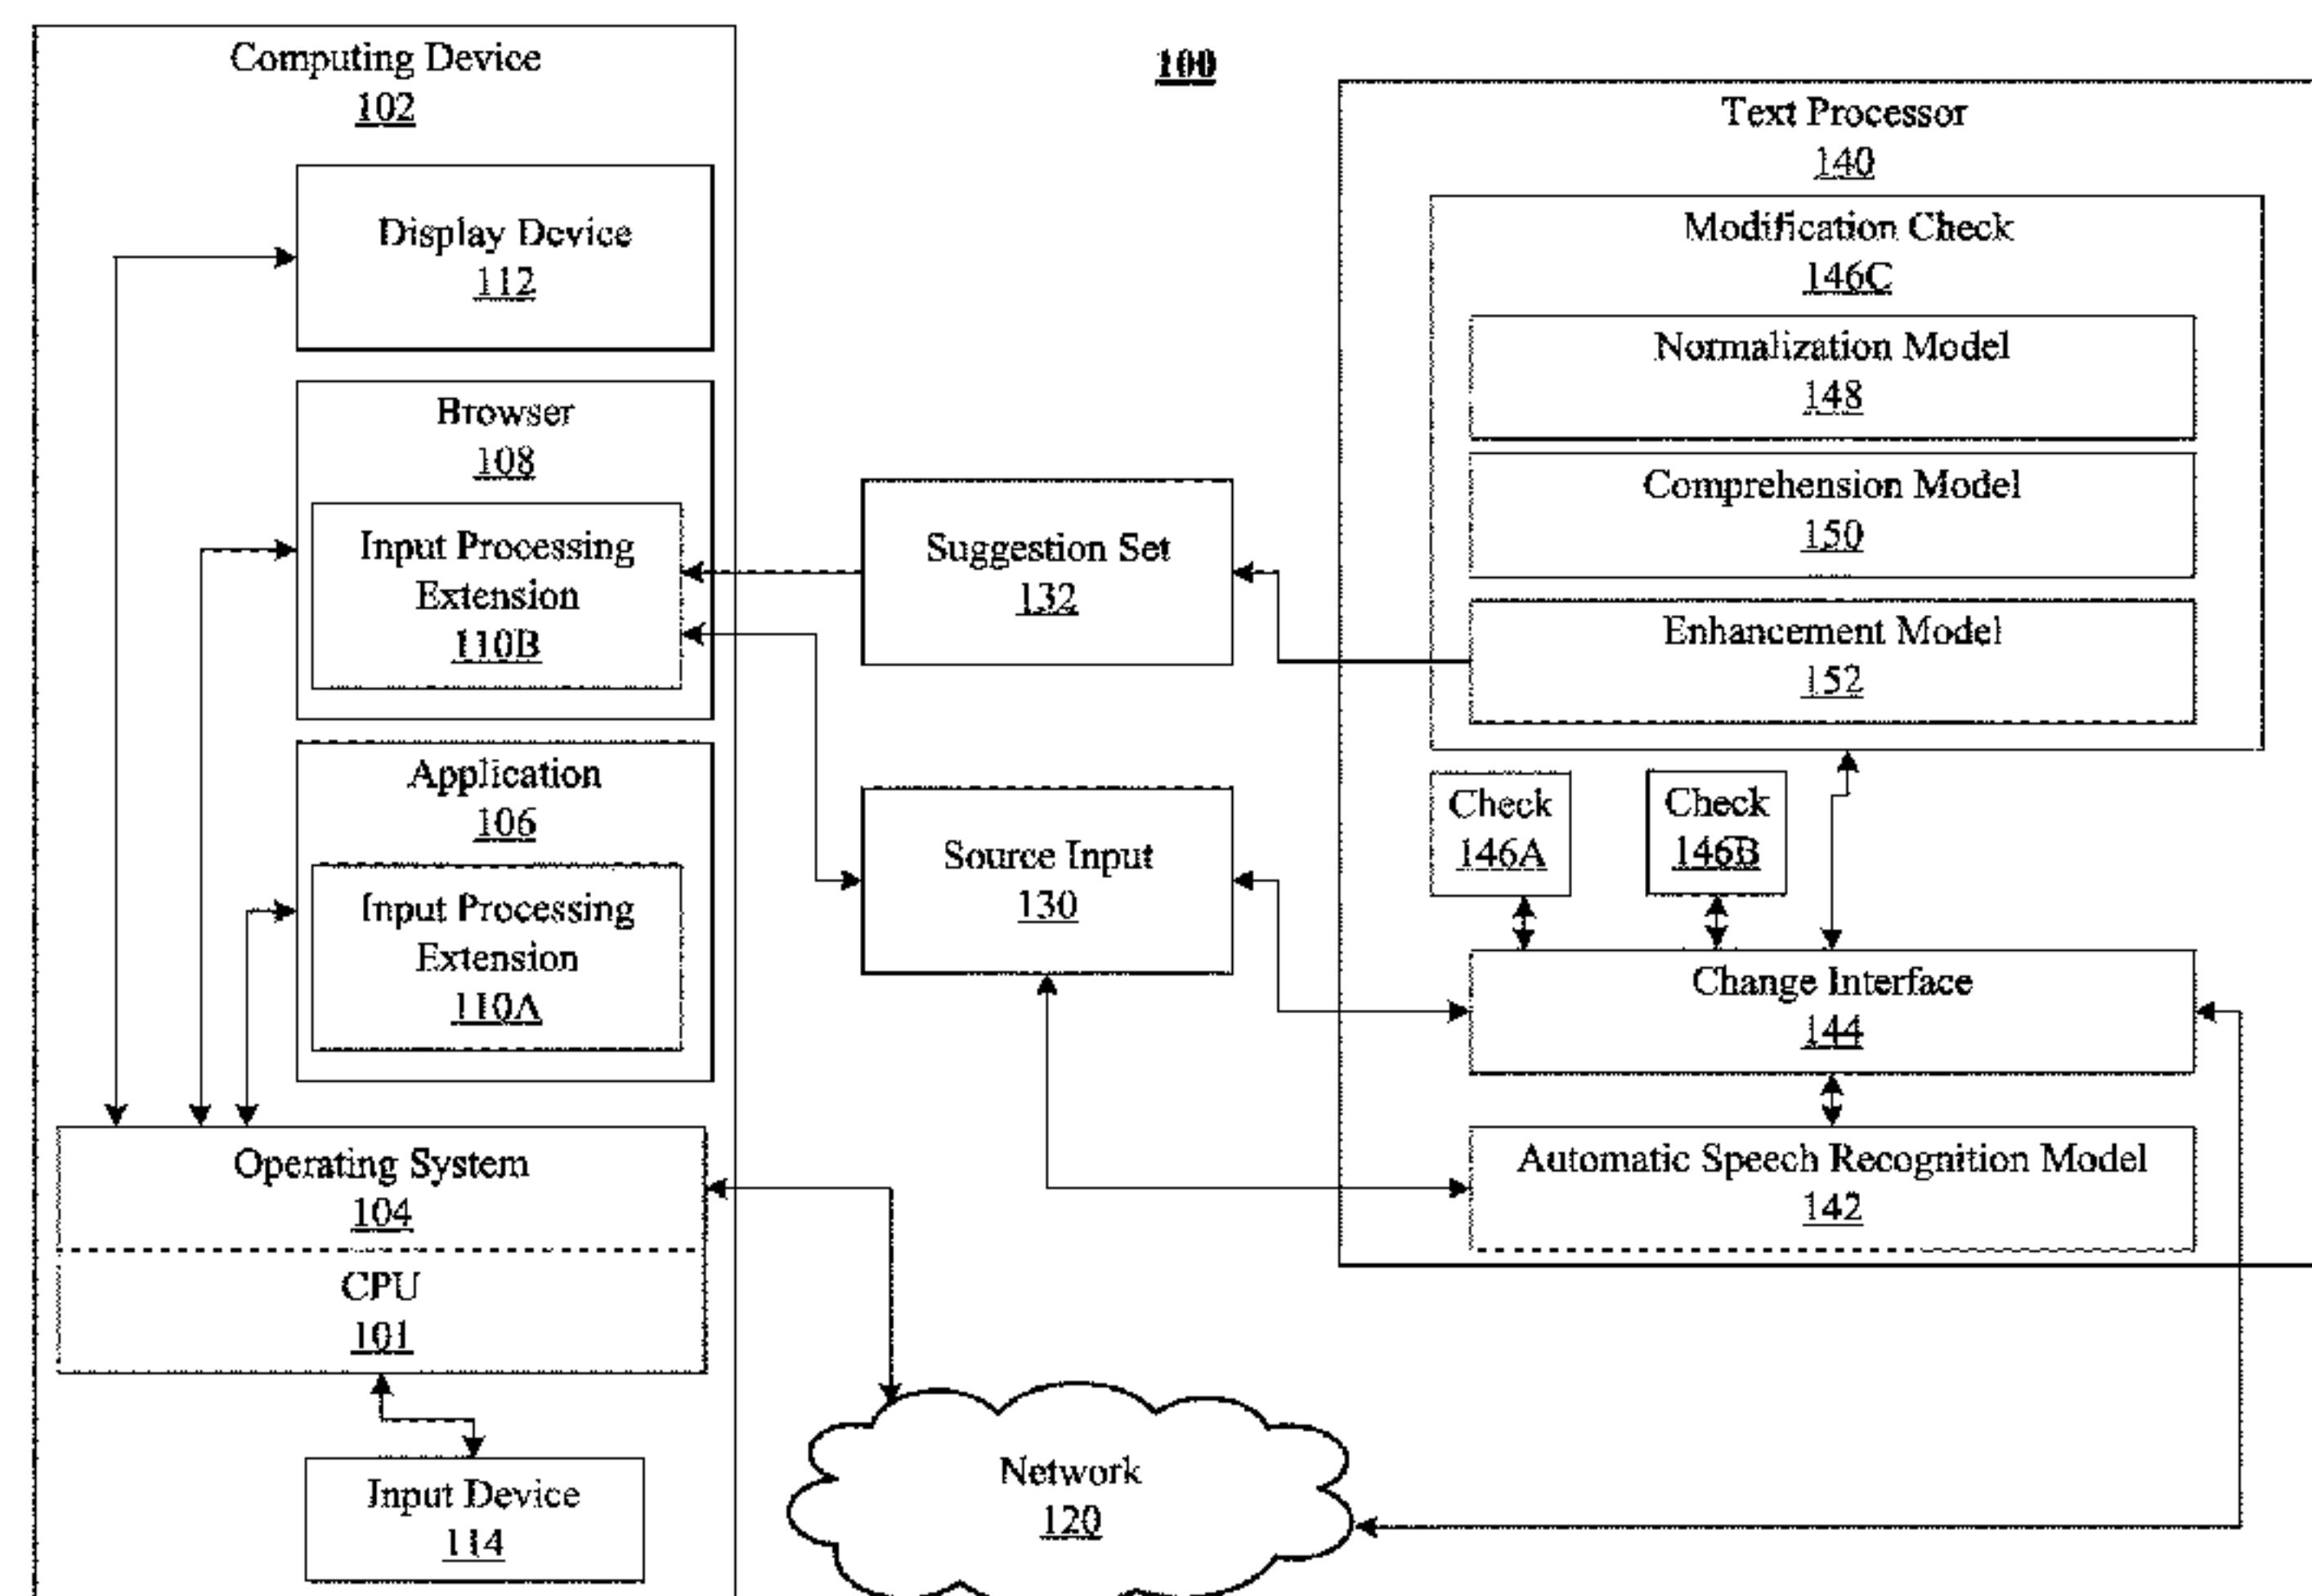 Computing Device
102
Display Device
112
Browser
108
Input Processing
Extension
110B
Application
106
Input Processing
Extension
110A
Operating System
104
CPU
101
Input Device
114
100
Suggestion Set
132
Source Input
130
Network
120
Text Processor
140
Modification Check
146C
Normalization Model
148
Comprehension Model
150
Enhancement Model
152
Check
146A
Check
146B
Change Interface
144
Automatic Speech Recognition Model
142